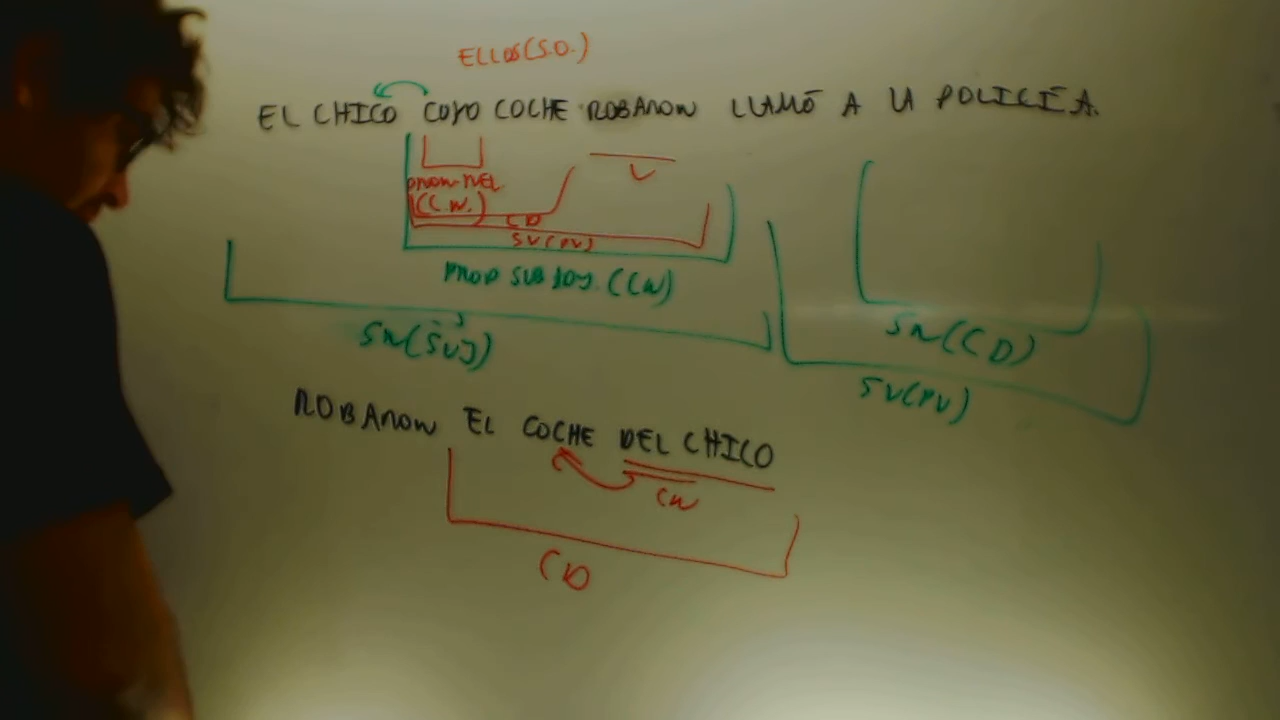 ELLOS (S.O.)
EL CHICO CUYO COCHE ROBARON LLAMÓ A LA POLICÍA.
PRON. REL. V
(C.N.)
CD
SV (PV)
PROP SUB ADJ. (CN)
SN (SUJ) SN (CD)
SV (PV)
ROBARON EL COCHE DEL CHICO
CN
CD